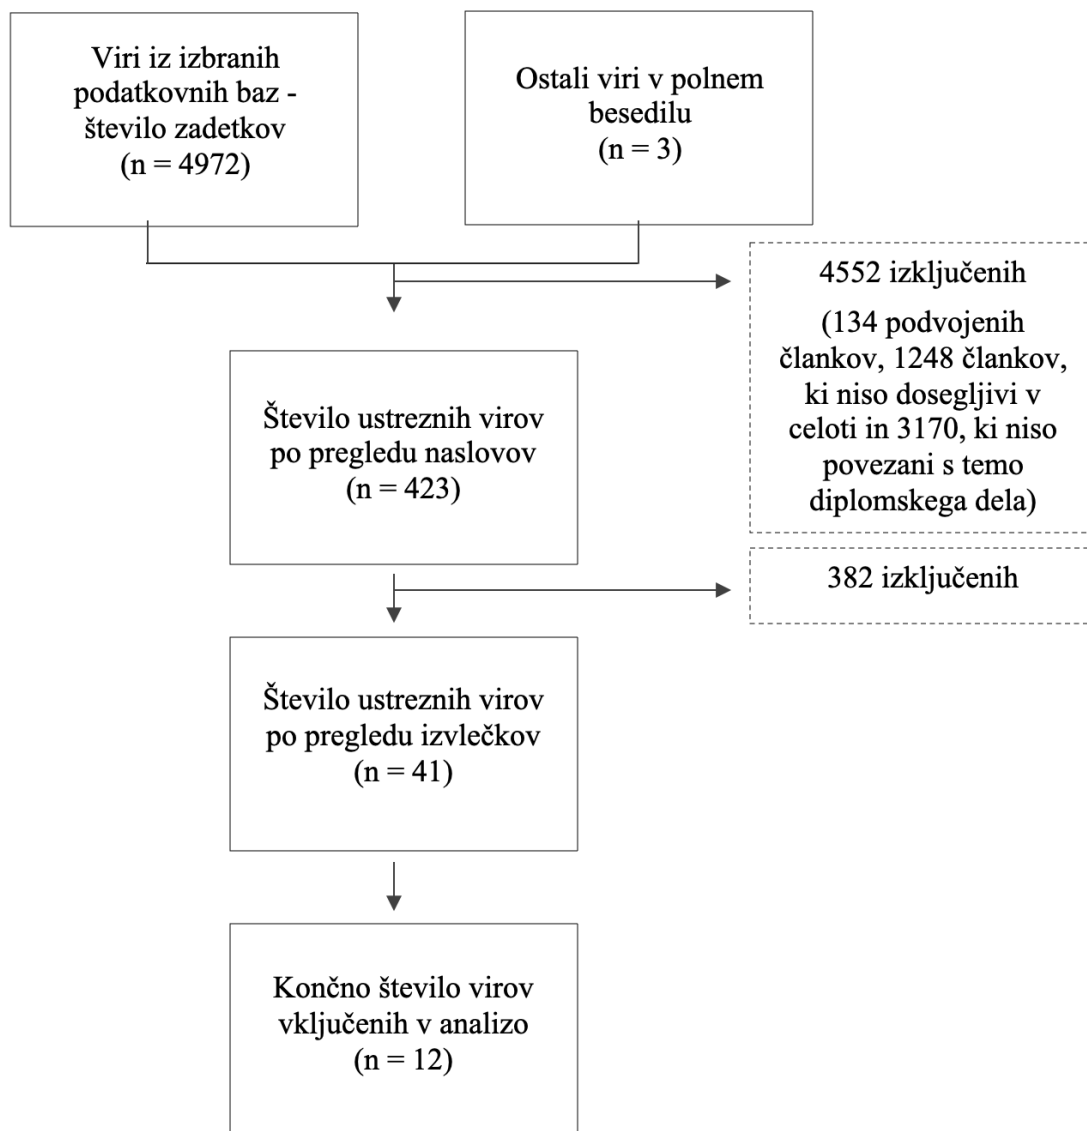 Viri iz izbranih
podatkovnih baz -
število zadetkov
(n = 4972)
Ostali viri v polnem
besedilu
(n = 3)
4552 izključenih
(134 podvojenih
člankov, 1248 člankov,
ki niso dosegljivi v
celoti in 3170, ki niso
povezani s temo
diplomskega dela)
Število ustreznih virov
po pregledu naslovov
(n = 423)
382 izključenih
Število ustreznih virov
po pregledu izvlečkov
(n = 41)
Končno število virov
vključenih v analizo
(n = 12)